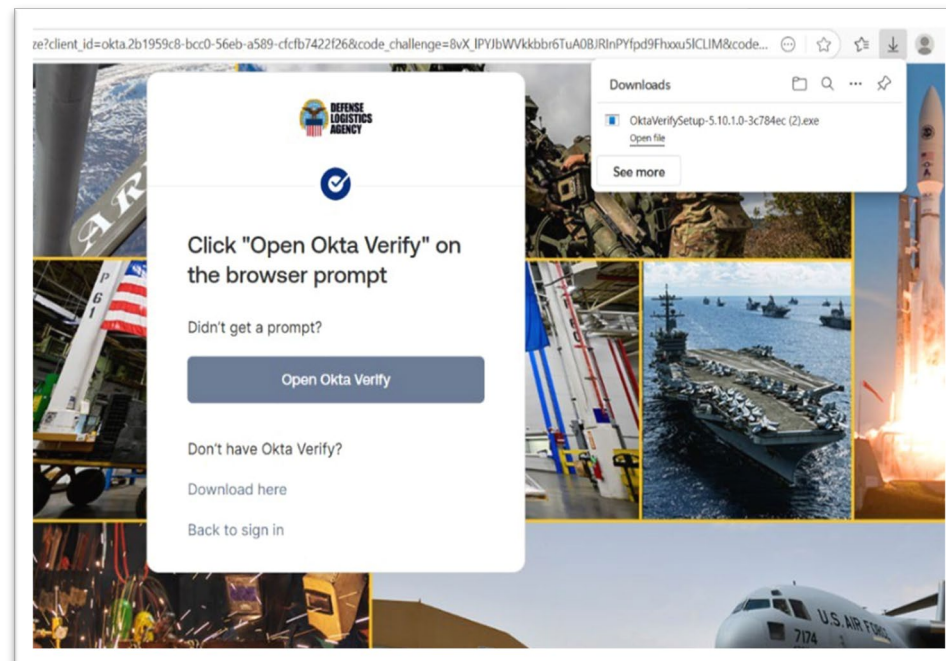 ze?client_id=okta.2b1959c8-bcc0-56eb-a589-cfcfb7422f26&code_challenge=8vX_lPYJbWVkkbbr6TuA0BJRlnPYfpd9Fhxxu5lCLIM&code...
Downloads
OktaVerifySetup-5.10.1.0-3c784ec (2).exe
Open file
See more
DEFENSE
LOGISTICS
AGENCY
AR
Click "Open Okta Verify" on
the browser prompt
Didn't get a prompt?
Open Okta Verify
Don't have Okta Verify?
Download here
Back to sign in
P
61
U.S. AIR FORCE
7174